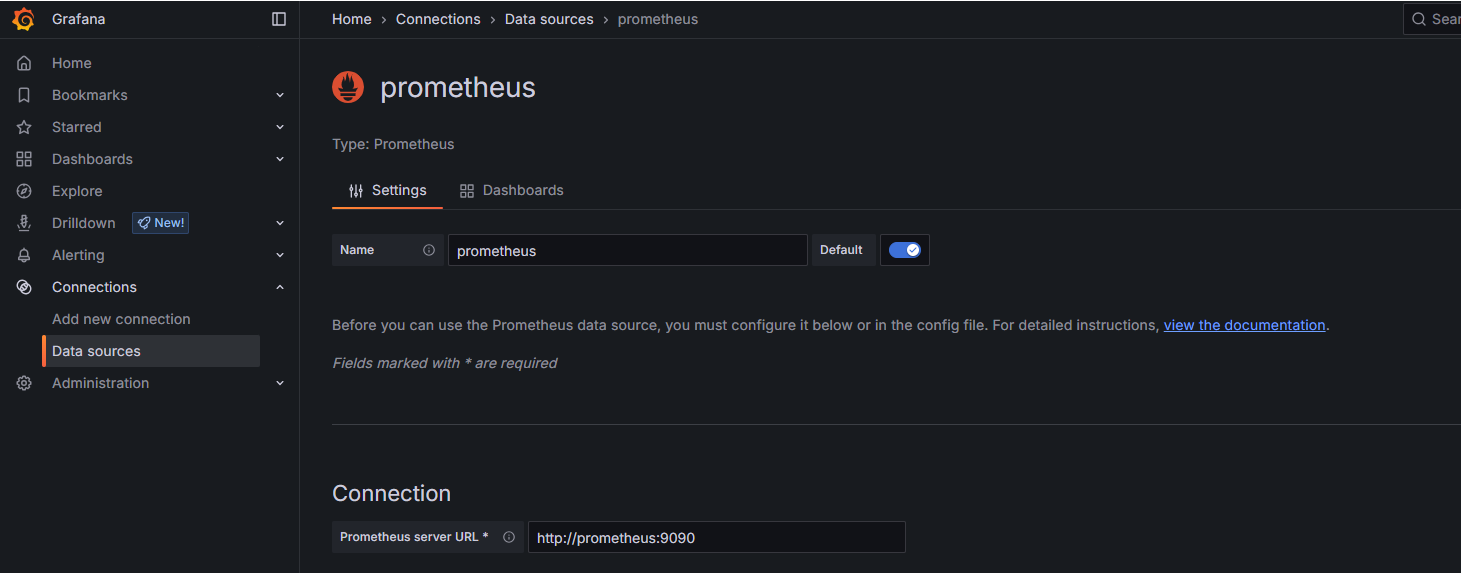 Grafana
Home › Connections › Data sources › prometheus
Sear
Home
Bookmarks
Starred
Dashboards
Explore
Drilldown New!
Alerting
Connections
Add new connection
Data sources
Administration
prometheus
Type: Prometheus
Settings Dashboards
Name prometheus Default
Before you can use the Prometheus data source, you must configure it below or in the config file. For detailed instructions, view the documentation.
Fields marked with * are required
Connection
Prometheus server URL * http://prometheus:9090